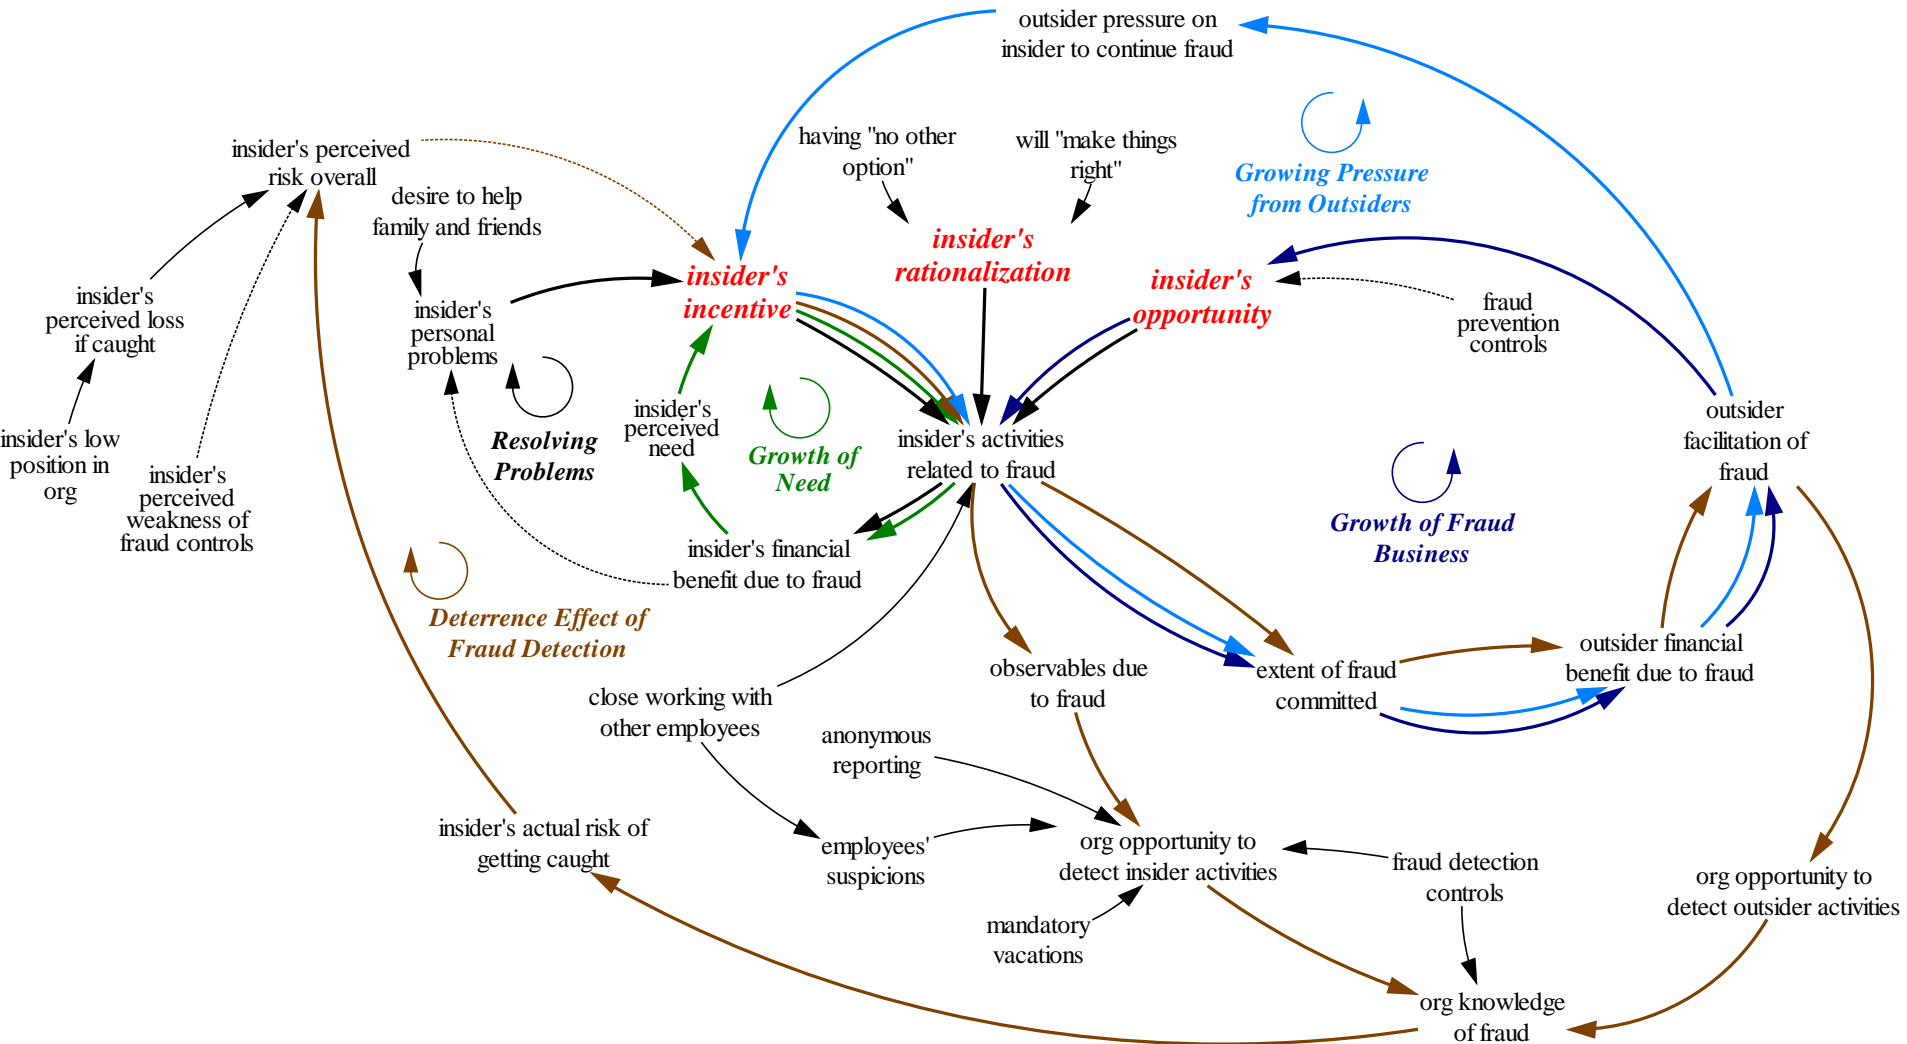 outsider pressure on
insider to continue fraud
having "no other
option"
will "make things
right"
insider's perceived
risk overall
desire to help
family and friends
Growing Pressure
from Outsiders
insider's
rationalization
insider's
incentive
insider's
opportunity
insider's
perceived loss
if caught
insider's
personal
problems
fraud
prevention
controls
insider's low
position in
org
insider's
perceived
weakness of
fraud controls
Resolving
Problems
insider's
perceived
need
Growth of
Need
insider's activities
related to fraud
outsider
facilitation of
fraud
Growth of Fraud
Business
insider's financial
benefit due to fraud
Deterrence Effect of
Fraud Detection
close working with
other employees
observables due
to fraud
extent of fraud
committed
outsider financial
benefit due to fraud
anonymous
reporting
insider's actual risk of
getting caught
employees'
suspicions
org opportunity to
detect insider activities
fraud detection
controls
org opportunity to
detect outsider activities
mandatory
vacations
org knowledge
of fraud